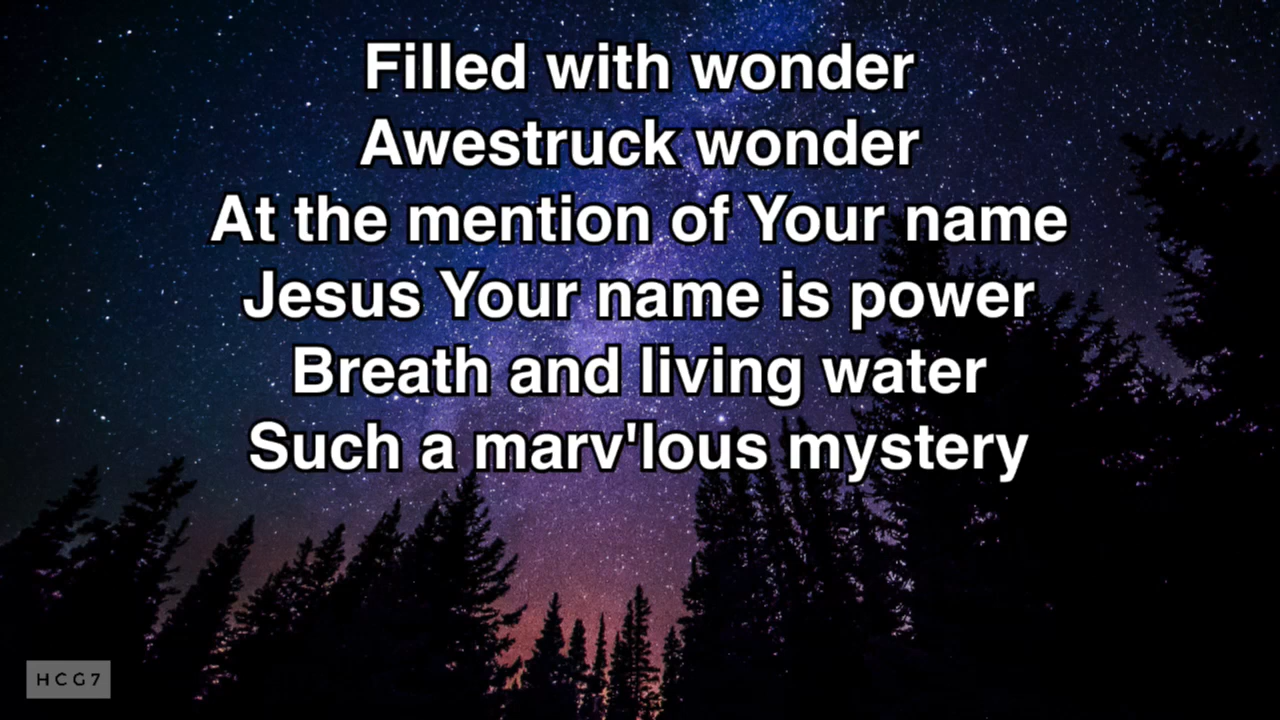 Filled with wonder
Awestruck wonder
At the mention of Your name
Jesus Your name is power
Breath and living water
Such a marv'lous mystery
HCG7